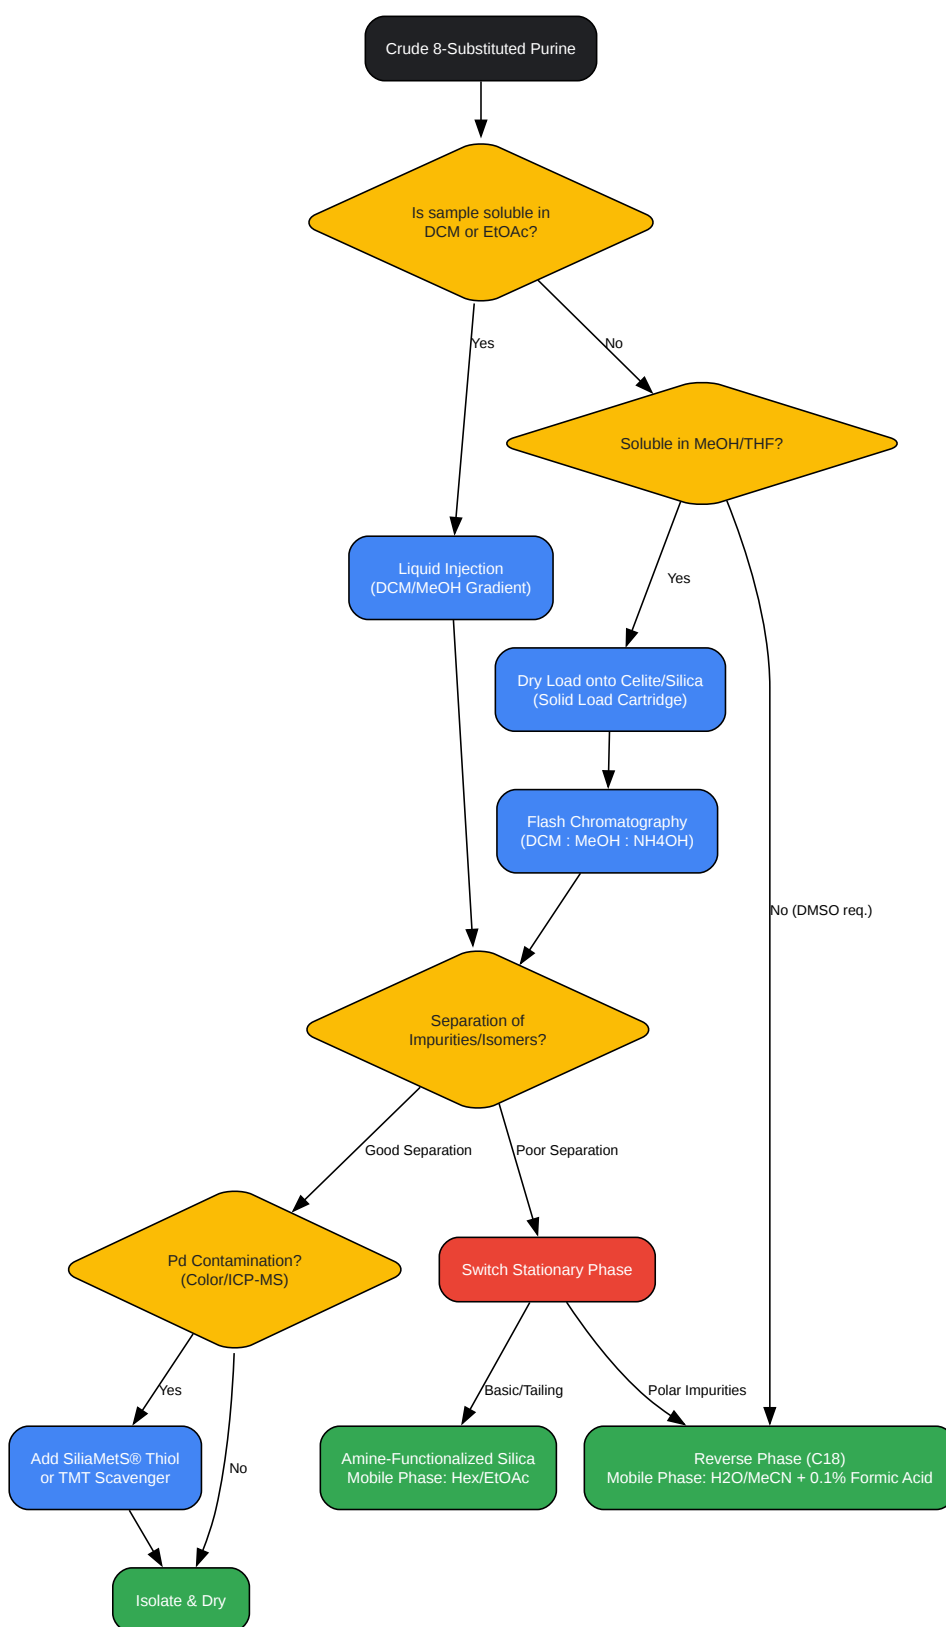 Crude 8-Substituted Purine
Is sample soluble in
DCM or EtOAc?
Yes
No
Soluble in MeOH/THF?
Liquid Injection
(DCM/MeOH Gradient)
Yes
Dry Load onto Celite/Silica
(Solid Load Cartridge)
Flash Chromatography
(DCM : MeOH : NH4OH)
No (DMSO req.)
Separation of
Impurities/Isomers?
Good Separation
Poor Separation
Pd Contamination?
(Color/ICP-MS)
Switch Stationary Phase
Yes
Basic/Tailing
Polar Impurities
Add SiliaMetS® Thiol
or TMT Scavenger
No
Amine-Functionalized Silica
Mobile Phase: Hex/EtOAc
Reverse Phase (C18)
Mobile Phase: H2O/MeCN + 0.1% Formic Acid
Isolate & Dry